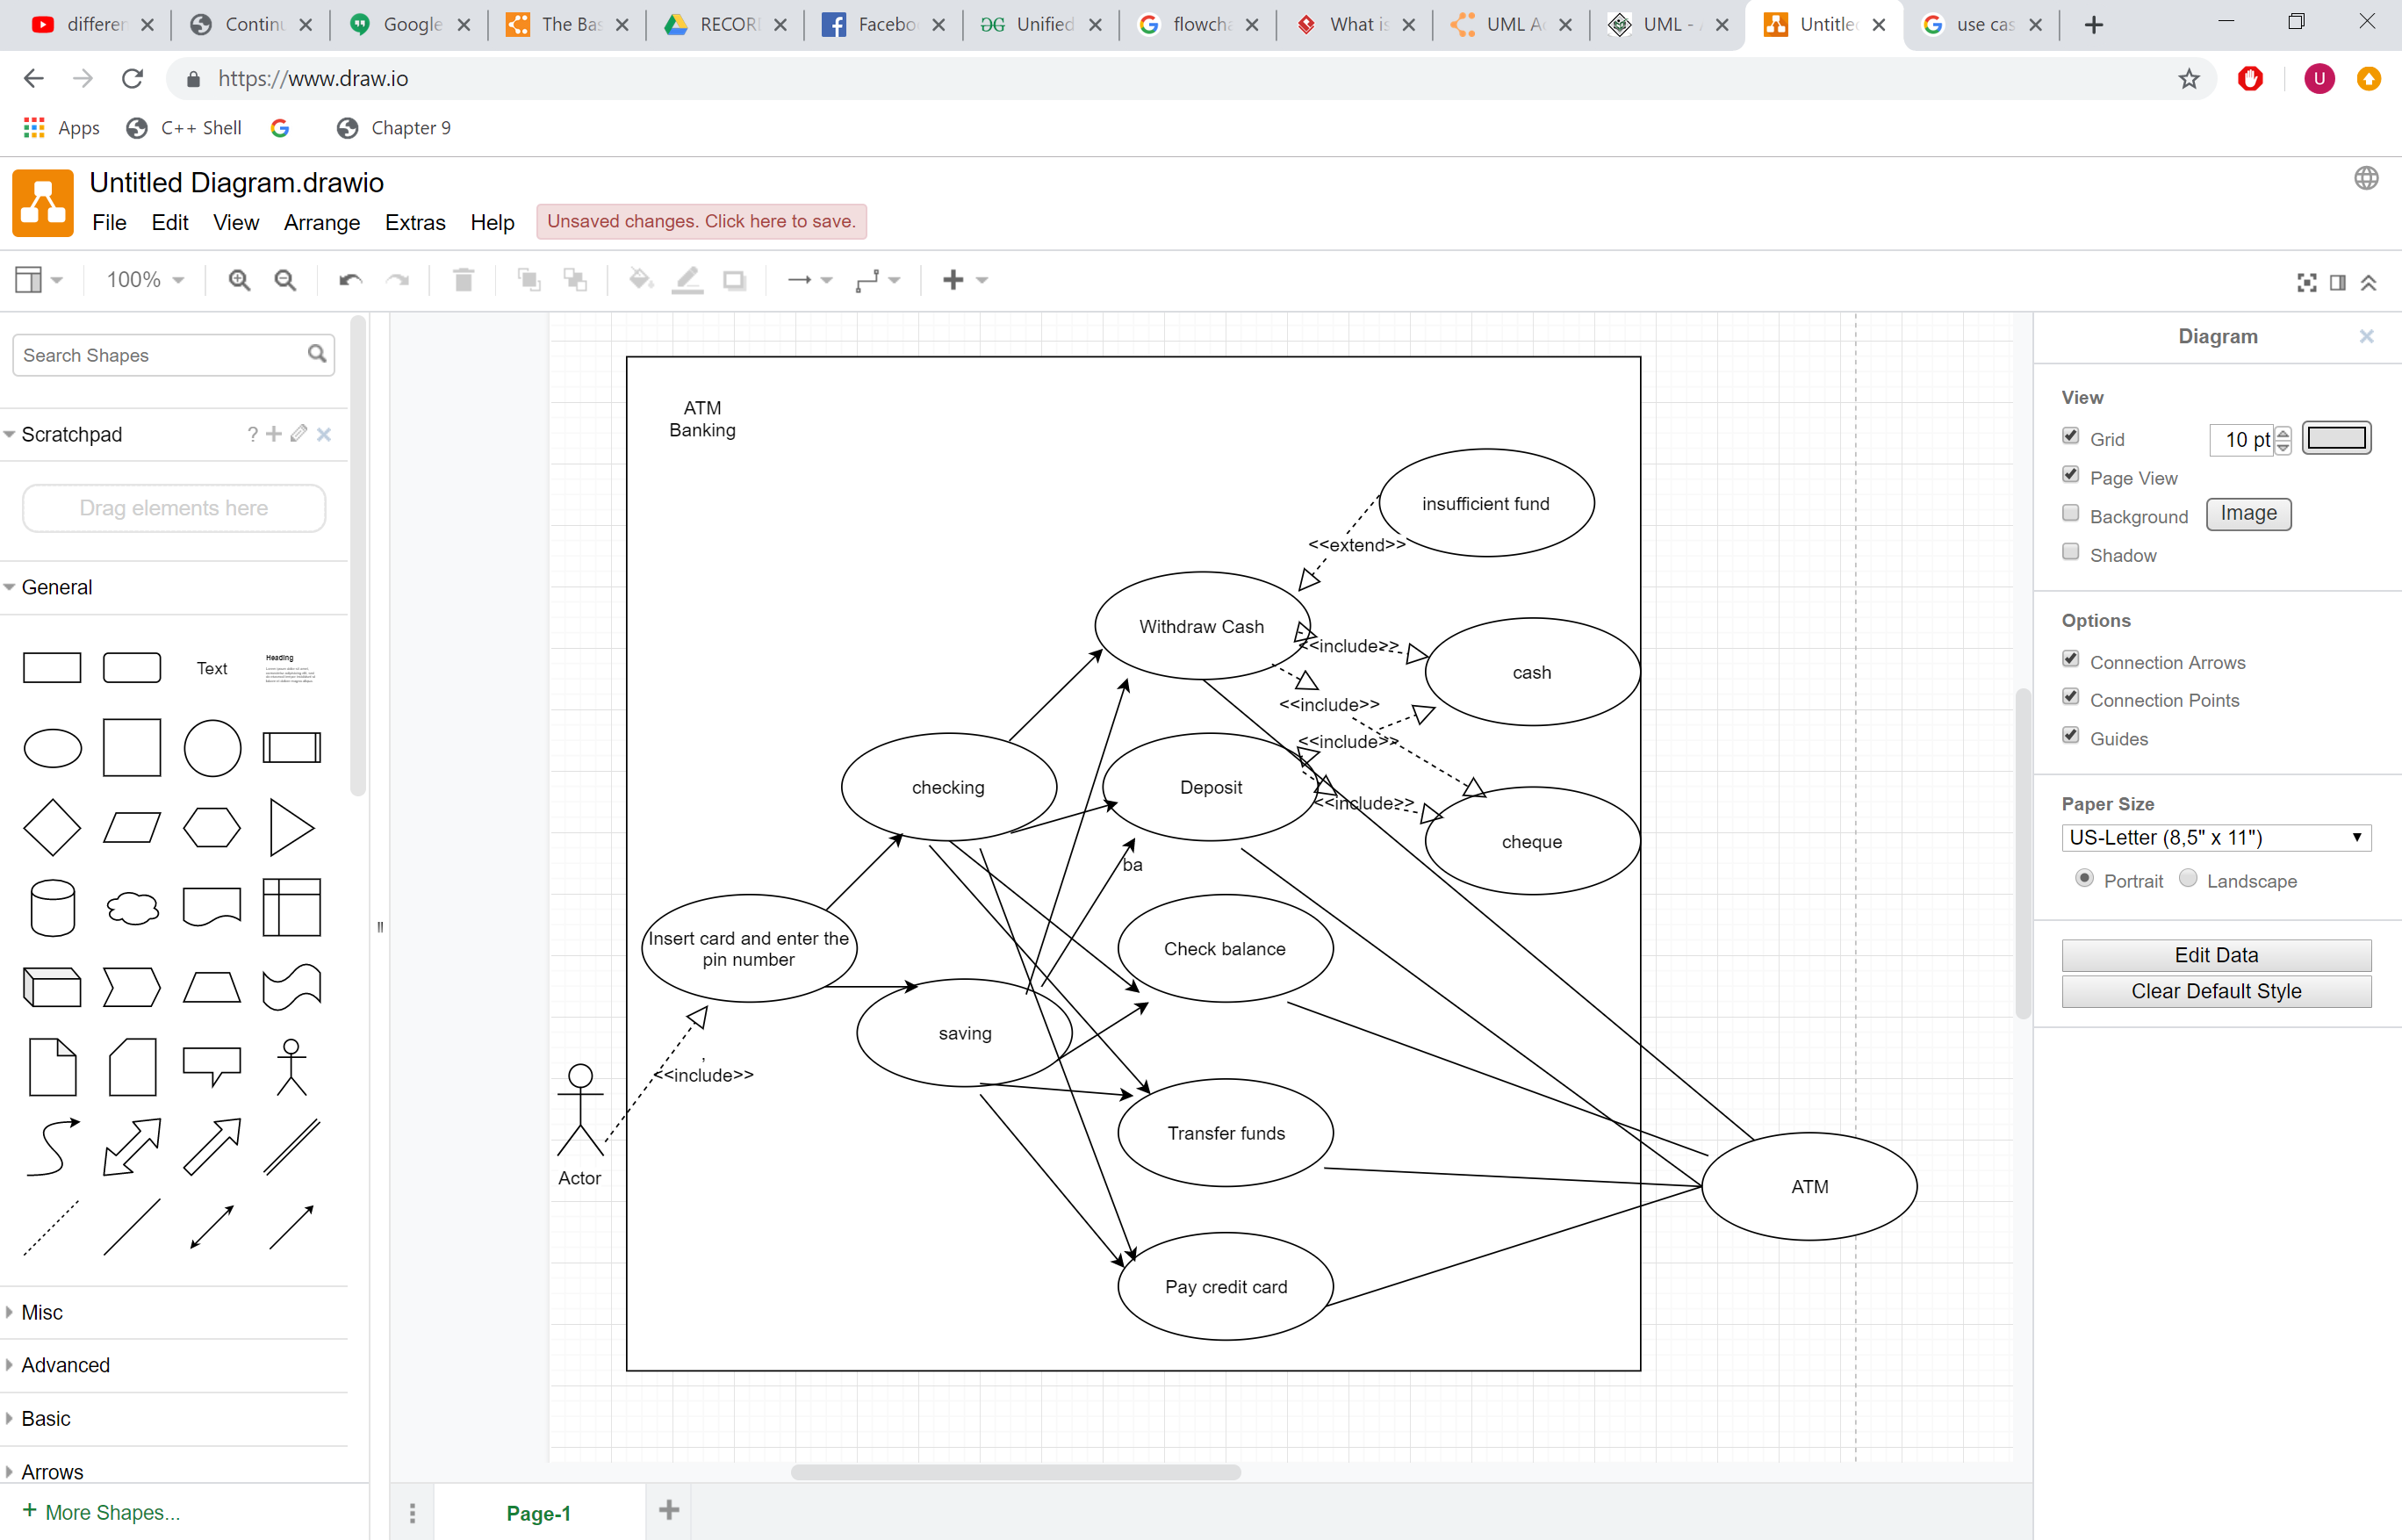 differen
Continu
Google
The Bas
RECORI
Facebo
Unified
flowcha
What is
UML Ac
UML - A
Untitled
use cas
https://www.draw.io
U
Apps
C++ Shell
Chapter 9
Untitled Diagram.drawio
File Edit View Arrange Extras Help
Unsaved changes. Click here to save.
100%
Search Shapes
Scratchpad
?
Drag elements here
General
Text
Heading
Misc
Advanced
Basic
Arrows
+ More Shapes...
ATM
Banking
insufficient fund
<<extend>>
Withdraw Cash
<<include>>
cash
<<include>>
<<include>>
checking
Deposit
<<include>>
cheque
ba
Insert card and enter the
pin number
Check balance
saving
,
<<include>>
Actor
Transfer funds
ATM
Pay credit card
Page-1
Diagram
View
Grid
10 pt
Page View
Background
Image
Shadow
Options
Connection Arrows
Connection Points
Guides
Paper Size
US-Letter (8,5" x 11")
Portrait
Landscape
Edit Data
Clear Default Style